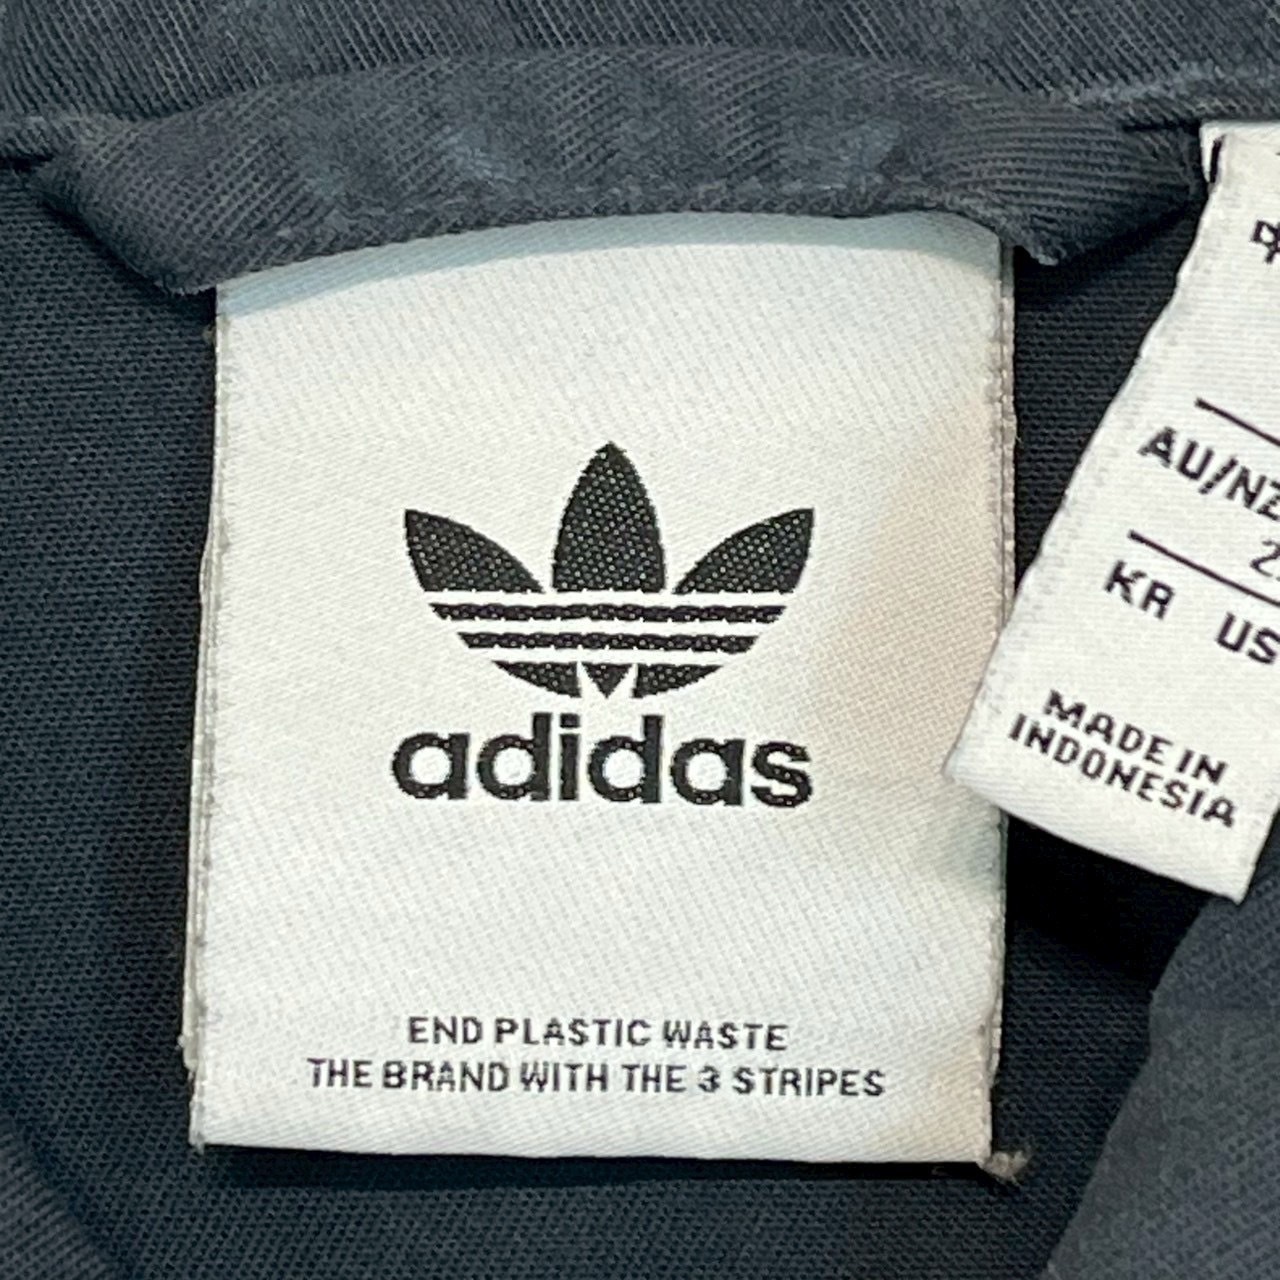 adidas
END PLASTIC WASTE
THE BRAND WITH THE 3 STRIPES
AU/NZ
KR US
MADE IN
INDONESIA